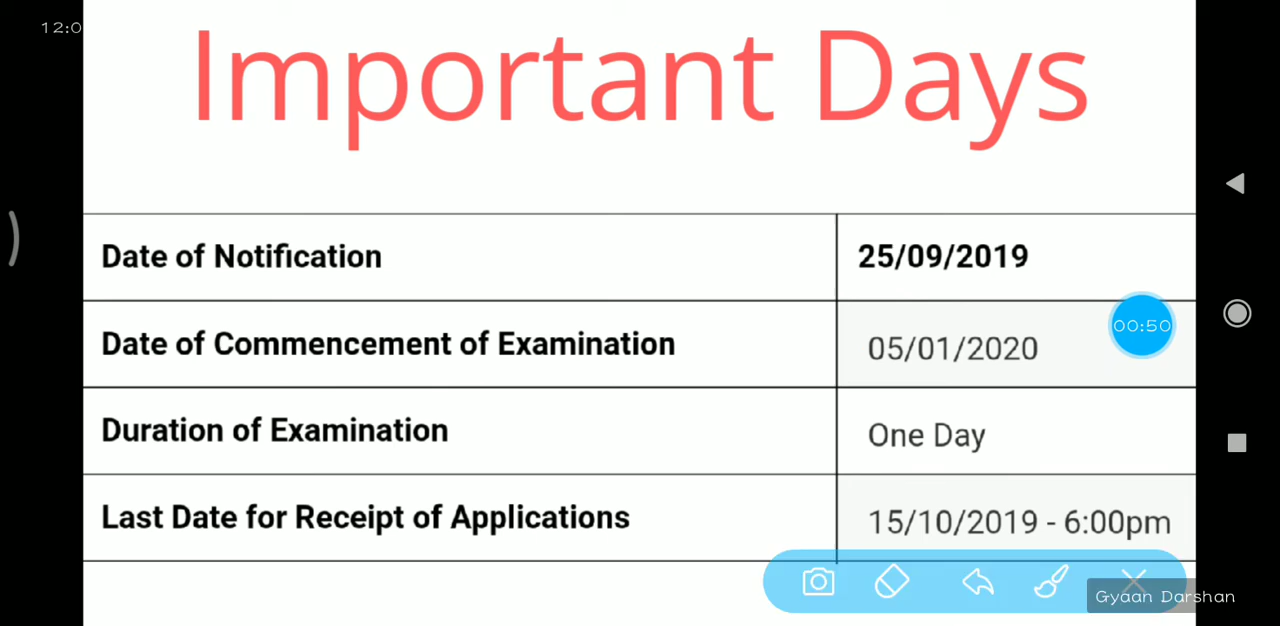 12:0
Important Days
Date of Notification 25/09/2019
Date of Commencement of Examination 05/01/2020
00:50
Duration of Examination One Day
Last Date for Receipt of Applications 15/10/2019 - 6:00pm
Gyaan Darshan